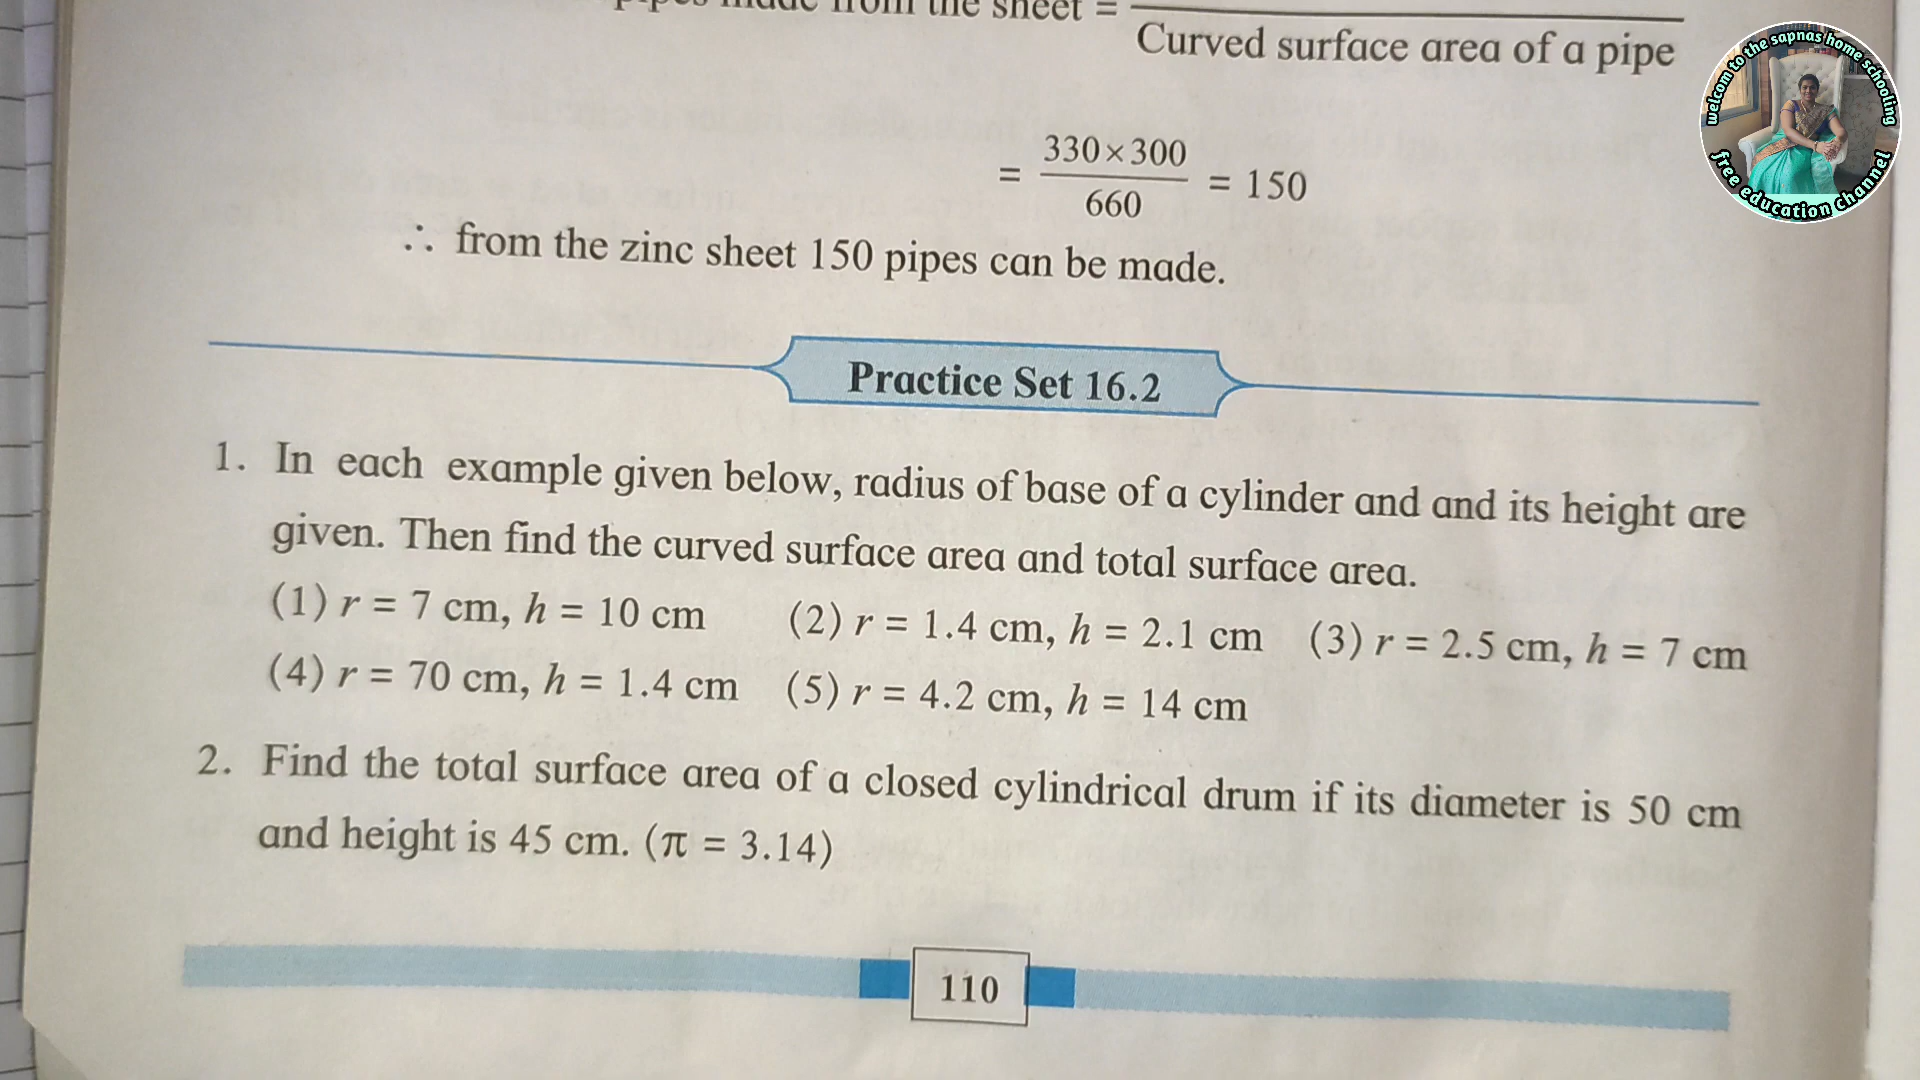 pipes made from the sheet =
Curved surface area of a pipe
= 330×300 / 660 = 150
∴ from the zinc sheet 150 pipes can be made.
Practice Set 16.2
1. In each example given below, radius of base of a cylinder and and its height are
given. Then find the curved surface area and total surface area.
(1) r = 7 cm, h = 10 cm (2) r = 1.4 cm, h = 2.1 cm (3) r = 2.5 cm, h = 7 cm
(4) r = 70 cm, h = 1.4 cm (5) r = 4.2 cm, h = 14 cm
2. Find the total surface area of a closed cylindrical drum if its diameter is 50 cm
and height is 45 cm. (π = 3.14)
110
welcom to the sapnas home schooling
free education channel